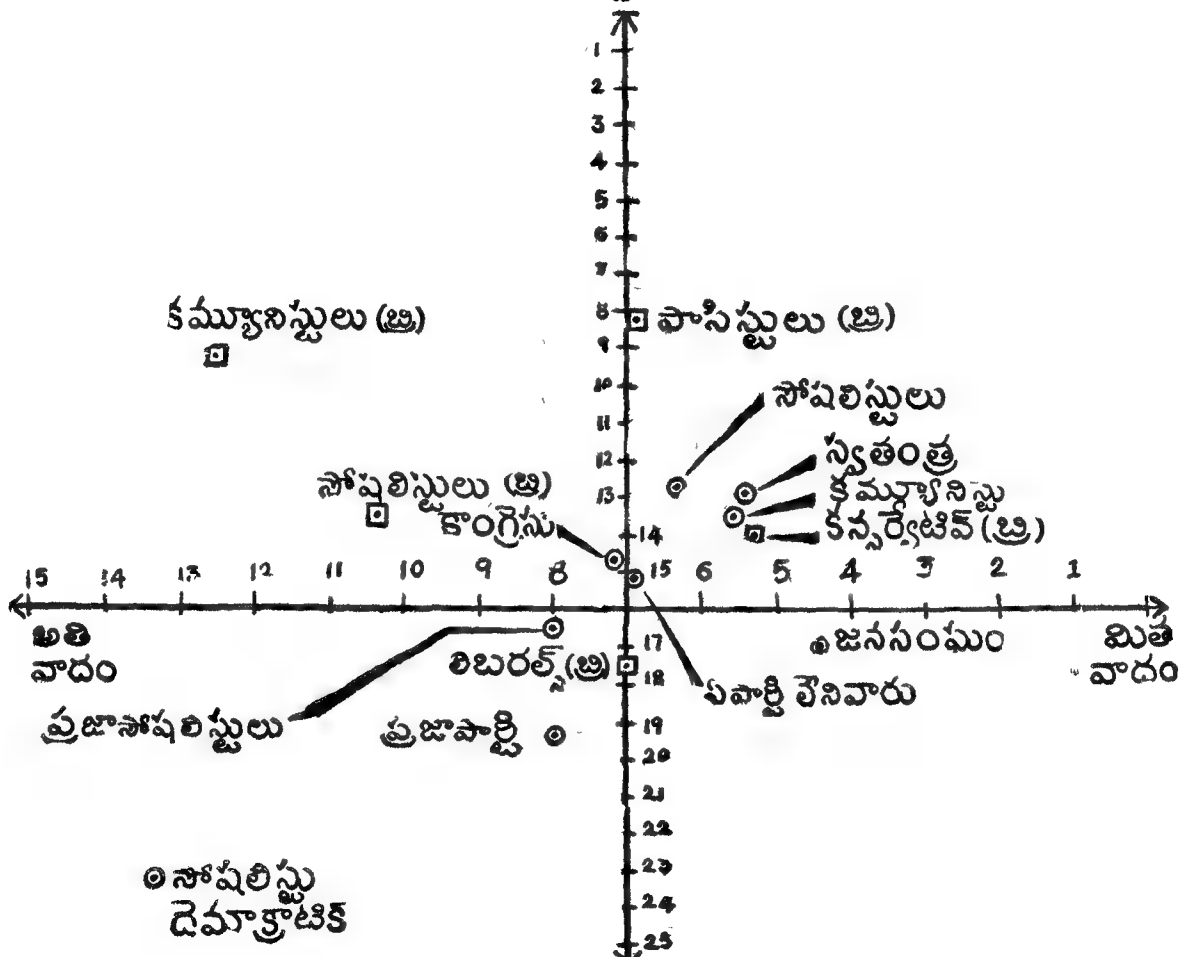 1
2
3
4
5
6
7
8
9
10
11
12
13
14
కమ్యూనిస్టులు (బ్రి)
ఫాసిస్టులు (బ్రి)
సోషలిస్టులు
స్వతంత్ర
కమ్యూనిస్టు
కన్సర్వేటివ్ (బ్రి)
సోషలిస్టులు (బ్రి)
కాంగ్రెసు
15 14 13 12 11 10 9 8 15 6 5 4 3 2 1
అతి
వాదం
మిత
వాదం
జనసంఘం
17
లిబరల్స్ (బ్రి)
18
ఏపార్టీ లేనివారు
ప్రజాసోషలిస్టులు
ప్రజాపార్టీ
19
20
21
22
23
24
25
సోషలిస్టు
డెమాక్రాటిక్